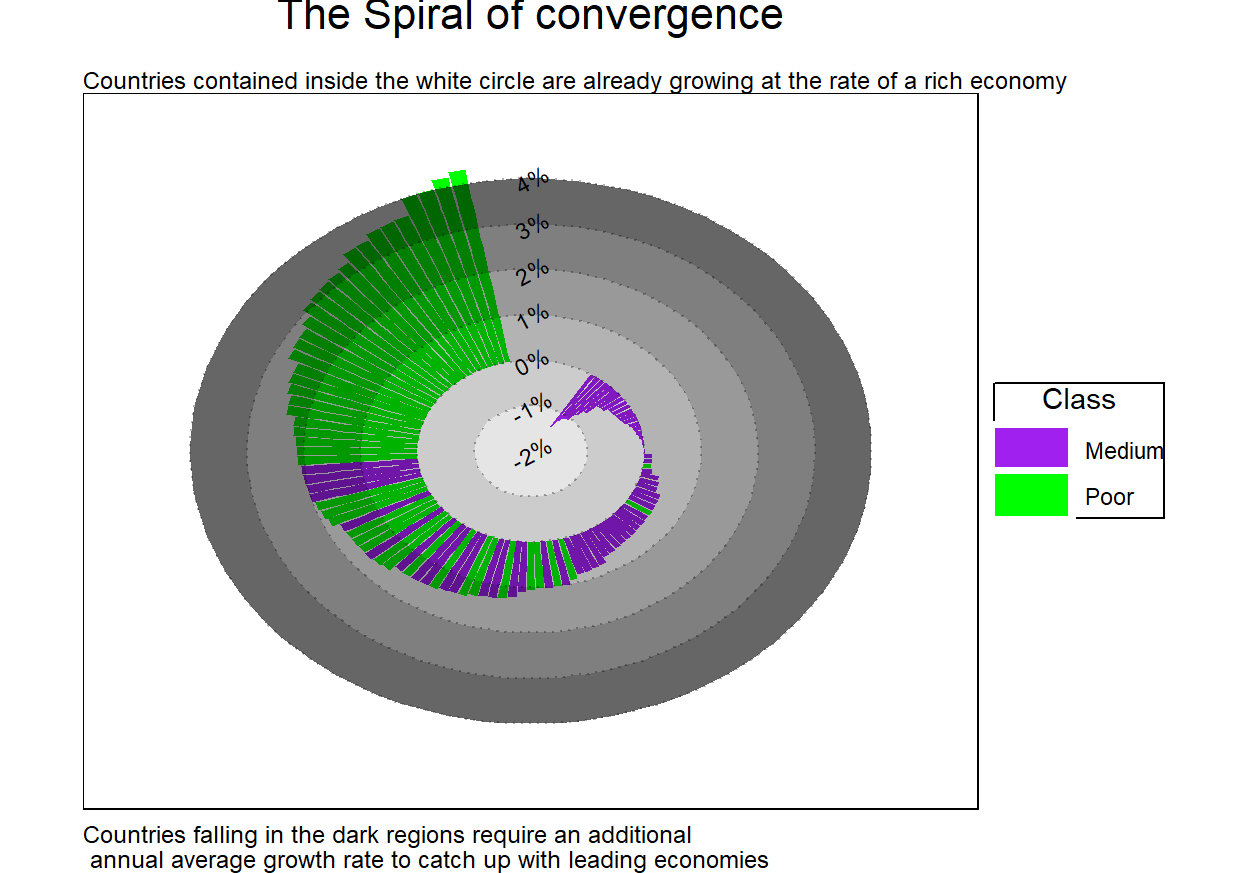 The Spiral of convergence
Countries contained inside the white circle are already growing at the rate of a rich economy
4%
3%
2%
1%
0%
-1%
-2%
Class
Medium
Poor
Countries falling in the dark regions require an additional
annual average growth rate to catch up with leading economies